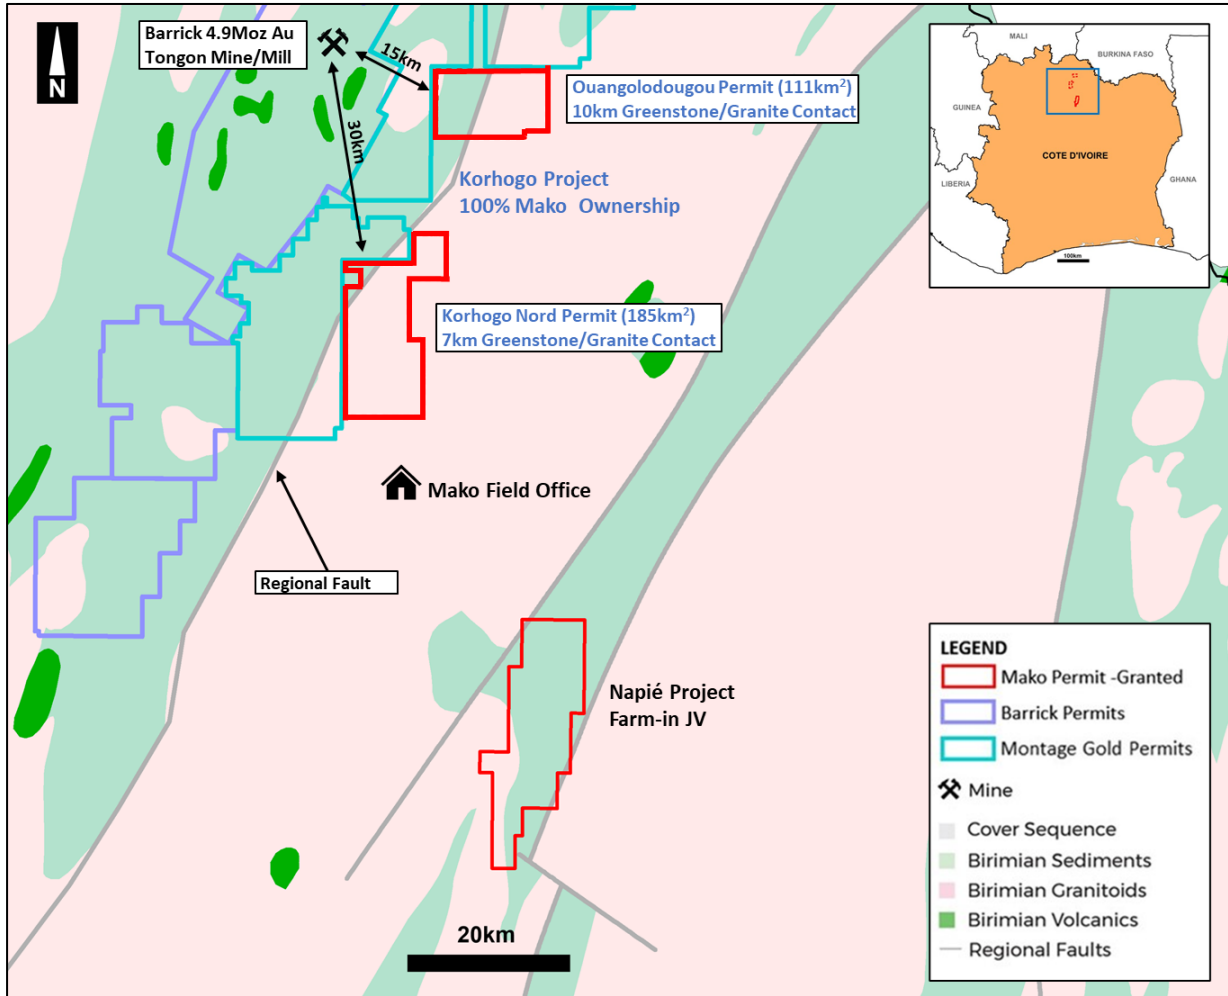 N
Barrick 4.9Moz Au
Tongon Mine/Mill
15km
30km
Ouangolodougou Permit (111km²)
10km Greenstone/Granite Contact
Korhogo Project
100% Mako Ownership
Korhogo Nord Permit (185km²)
7km Greenstone/Granite Contact
Mako Field Office
Regional Fault
Napié Project
Farm-in JV
20km
MALI
BURKINA FASO
GUINEA
COTE D'IVOIRE
LIBERIA
GHANA
100km
LEGEND
Mako Permit -Granted
Barrick Permits
Montage Gold Permits
Mine
Cover Sequence
Birimian Sediments
Birimian Granitoids
Birimian Volcanics
Regional Faults